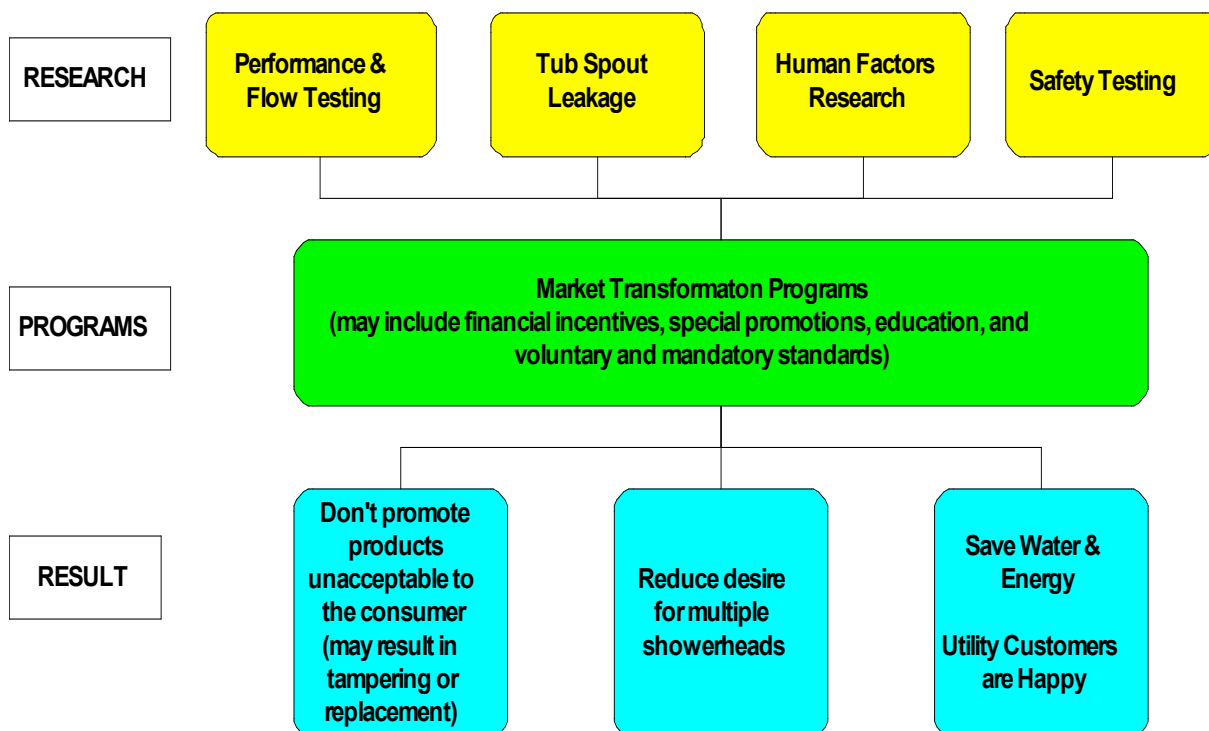 RESEARCH
Performance &
Flow Testing
Tub Spout
Leakage
Human Factors
Research
Safety Testing
PROGRAMS
Market Transformaton Programs
(may include financial incentives, special promotions, education, and
voluntary and mandatory standards)
RESULT
Don't promote
products
unacceptable to
the consumer
(may result in
tampering or
replacement)
Reduce desire
for multiple
showerheads
Save Water &
Energy
Utility Customers
are Happy